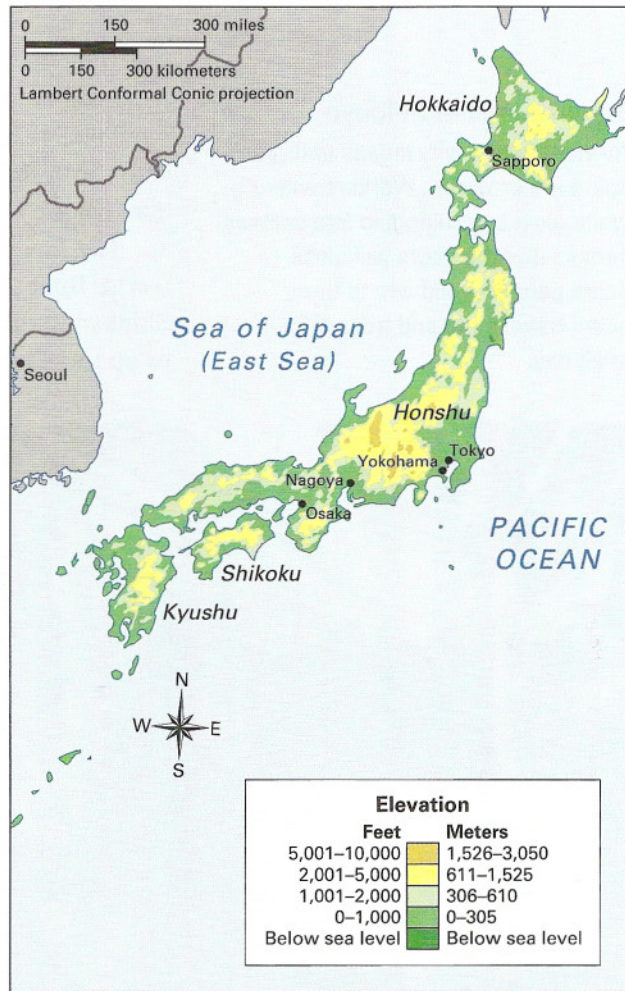 0 150 300 miles
0 150 300 kilometers
Lambert Conformal Conic projection
Hokkaido
Sapporo
Sea of Japan
(East Sea)
Seoul
Honshu
Tokyo
Yokohama
Nagoya
Osaka
PACIFIC
OCEAN
Shikoku
Kyushu
N
W E
S
Elevation
Feet Meters
5,001–10,000 1,526–3,050
2,001–5,000 611–1,525
1,001–2,000 306–610
0–1,000 0–305
Below sea level Below sea level